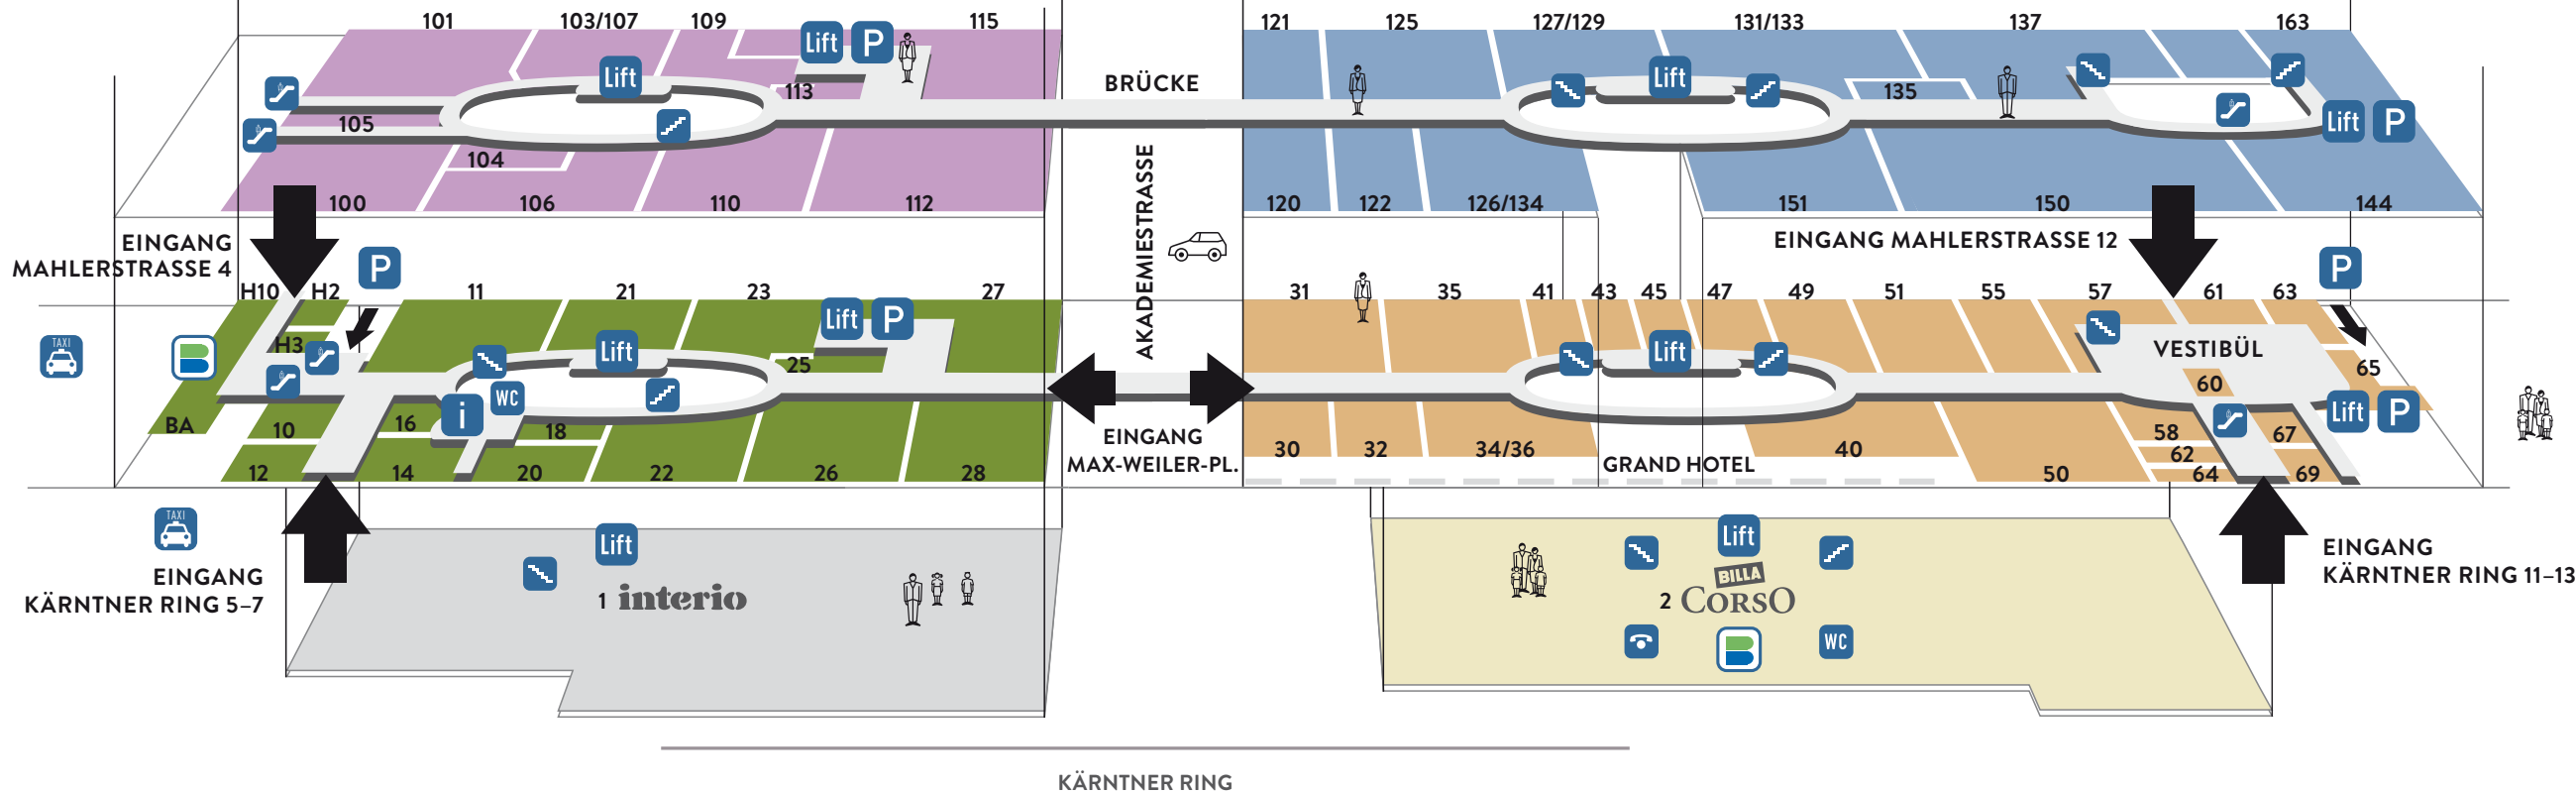 101 103/107 109 115 121 125 127/129 131/133 137 163
Lift P
Lift
Lift
113
BRÜCKE
135
105
Lift P
104
100 106 110 112 120 122 126/134 151 150 144
AKADEMIESTRASSE
EINGANG
MAHLERSTRASSE 4
EINGANG MAHLERSTRASSE 12
P
P
H10 H2 11 21 23 27 31 35 41 43 45 47 49 51 55 57 61 63
Lift P
TAXI
B
H3
Lift
25
Lift
VESTIBÜL
65
60
WC
i
Lift P
BA
10
16
18
58
67
EINGANG
MAX-WEILER-PL.
30 32 34/36 40
62
GRAND HOTEL
12 14 20 22 26 28 50 64 69
TAXI
EINGANG
KÄRNTNER RING 5–7
Lift
1 interio
Lift
BILLA
2 CORSO
B
WC
EINGANG
KÄRNTNER RING 11–13
KÄRNTNER RING